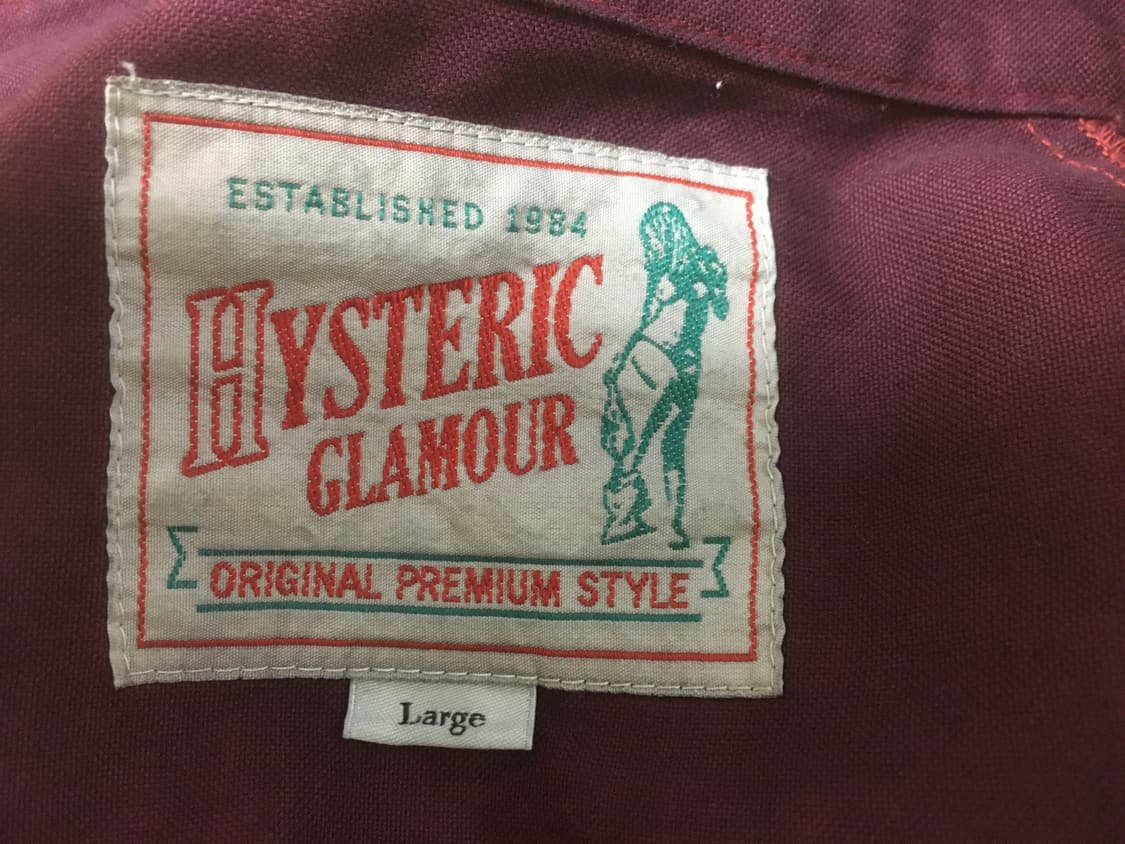 ESTABLISHED 1984
HYSTERIC
GLAMOUR
ORIGINAL PREMIUM STYLE
Large